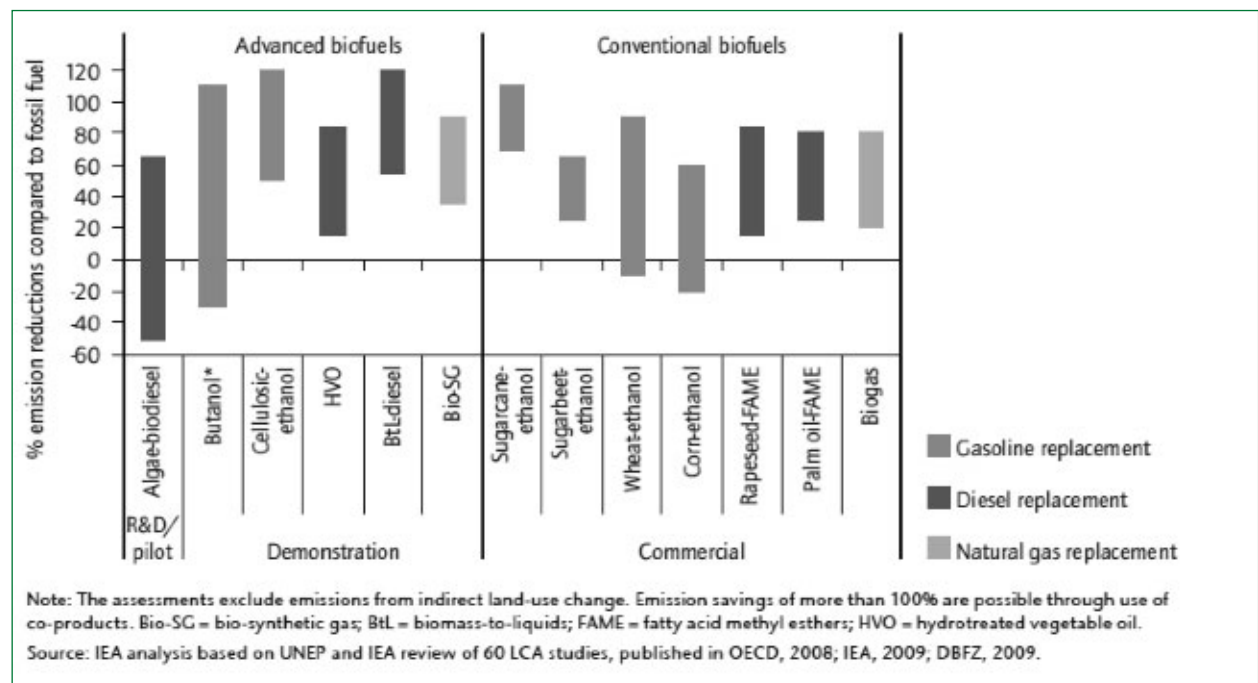 Advanced biofuels
Conventional biofuels
% emission reductions compared to fossil fuel
120
100
80
60
40
20
0
-20
-40
-60
Algae-biodiesel
Butanol*
Cellulosic-
ethanol
HVO
BtL-diesel
Bio-SG
Sugarcane-
ethanol
Sugarbeet-
ethanol
Wheat-ethanol
Corn-ethanol
Rapeseed-FAME
Palm oil-FAME
Biogas
R&D/
pilot
Demonstration
Commercial
Gasoline replacement
Diesel replacement
Natural gas replacement
Note: The assessments exclude emissions from indirect land-use change. Emission savings of more than 100% are possible through use of
co-products. Bio-SG = bio-synthetic gas; BtL = biomass-to-liquids; FAME = fatty acid methyl esthers; HVO = hydrotreated vegetable oil.
Source: IEA analysis based on UNEP and IEA review of 60 LCA studies, published in OECD, 2008; IEA, 2009; DBFZ, 2009.